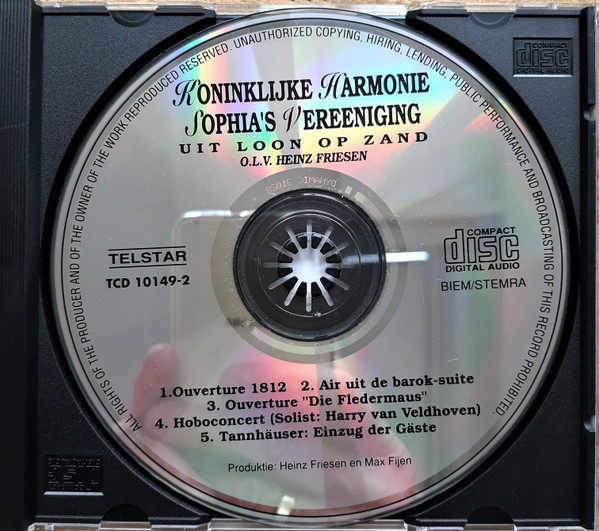 ALL RIGHTS OF THE PRODUCER AND OF THE OWNER OF THE WORK REPRODUCED RESERVED. UNAUTHORIZED COPYING, HIRING, LENDING, PUBLIC PERFORMANCE AND BROADCASTING OF THIS RECORD PROHIBITED.
KONINKLIJKE HARMONIE
SOPHIA'S VEREENIGING
UIT LOON OP ZAND
O.L.V. HEINZ FRIESEN
TELSTAR
TCD 10149-2
COMPACT
disc
DIGITAL AUDIO
BIEM/STEMRA
1.Ouverture 1812 2. Air uit de barok-suite
3. Ouverture "Die Fledermaus"
4. Hoboconcert (Solist: Harry van Veldhoven)
5. Tannhäuser: Einzug der Gäste
Produktie: Heinz Friesen en Max Fijen
COMPACT
disc
DIGITAL AUDIO